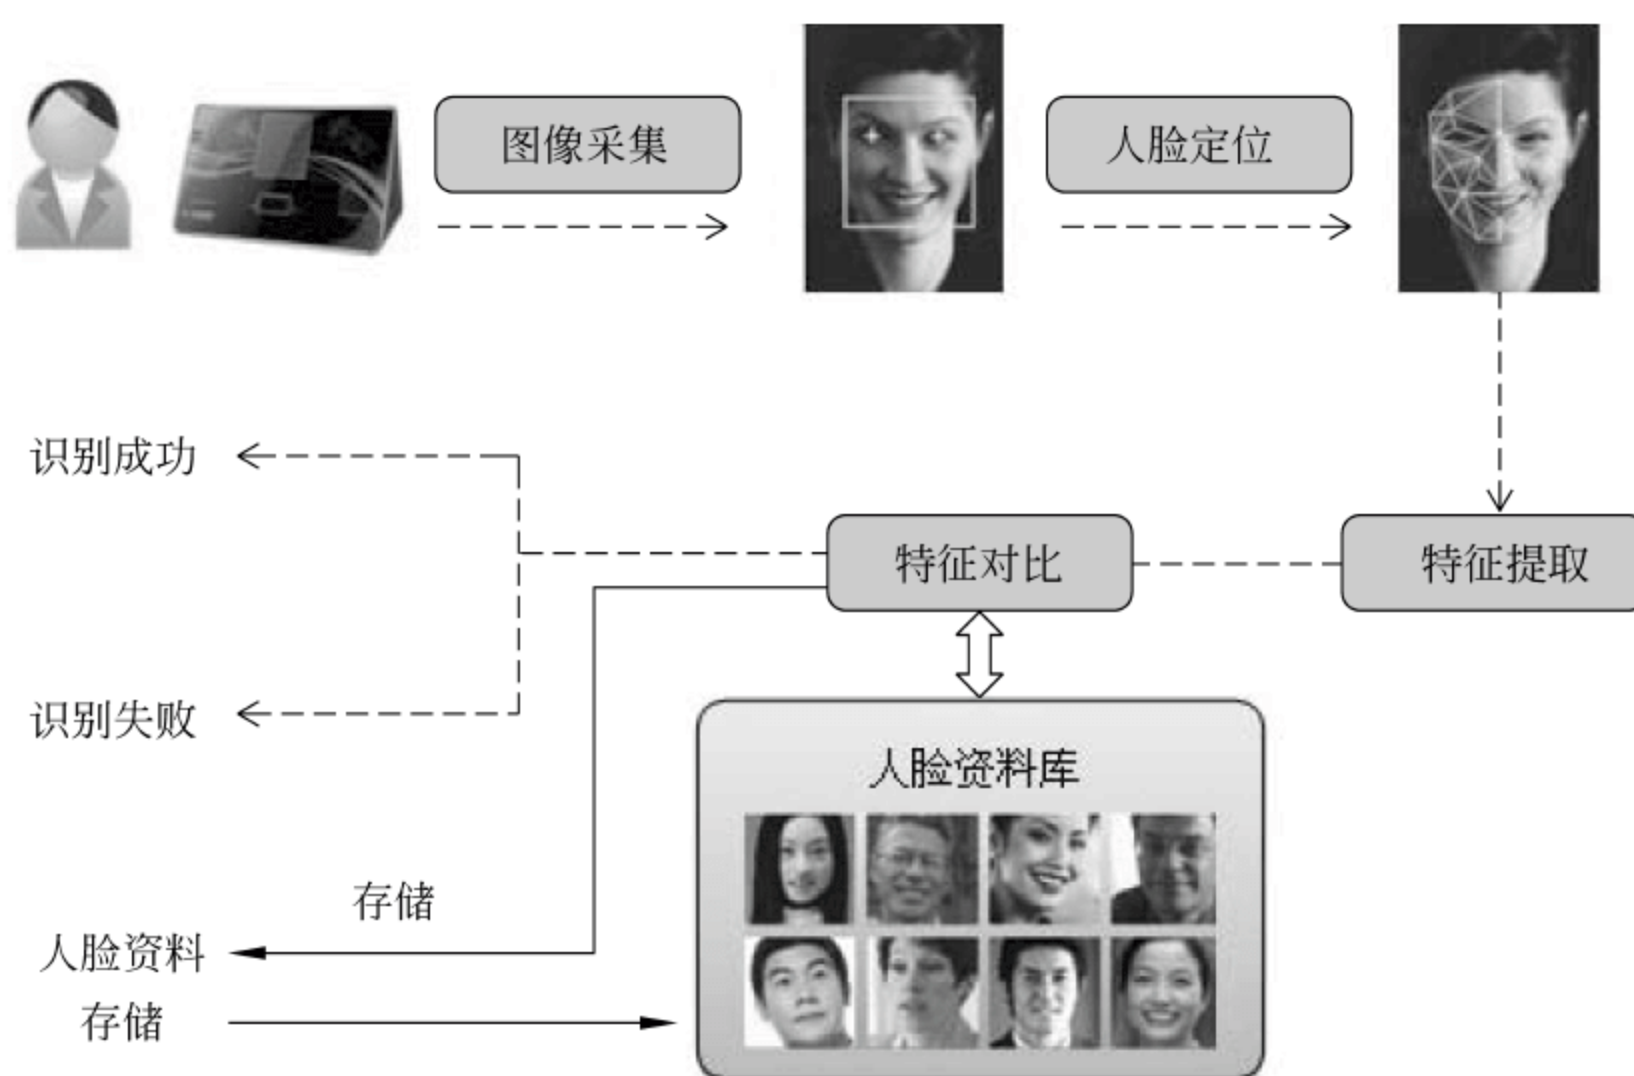 图像采集
人脸定位
识别成功
特征对比
特征提取
识别失败
人脸资料库
存储
人脸资料
存储